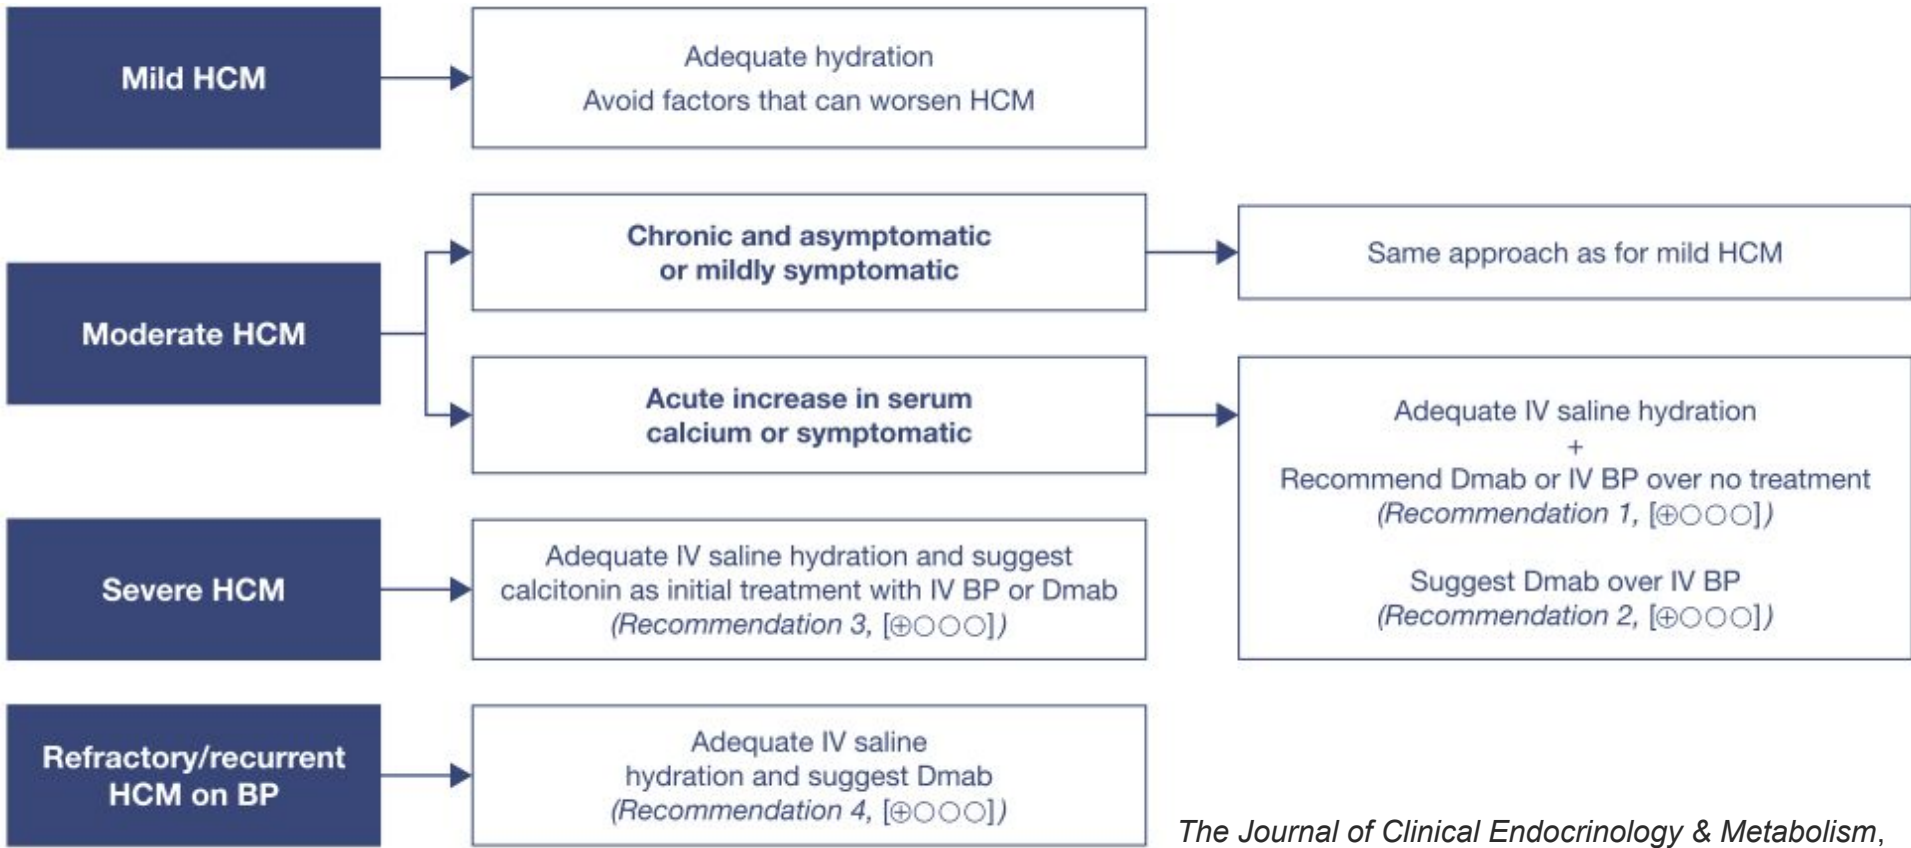 Mild HCM
Adequate hydration
Avoid factors that can worsen HCM
Moderate HCM
Chronic and asymptomatic
or mildly symptomatic
Same approach as for mild HCM
Acute increase in serum
calcium or symptomatic
Adequate IV saline hydration
+
Recommend Dmab or IV BP over no treatment
(Recommendation 1, [⊕○○○])
Suggest Dmab over IV BP
(Recommendation 2, [⊕○○○])
Severe HCM
Adequate IV saline hydration and suggest
calcitonin as initial treatment with IV BP or Dmab
(Recommendation 3, [⊕○○○])
Refractory/recurrent
HCM on BP
Adequate IV saline
hydration and suggest Dmab
(Recommendation 4, [⊕○○○])
The Journal of Clinical Endocrinology & Metabolism,